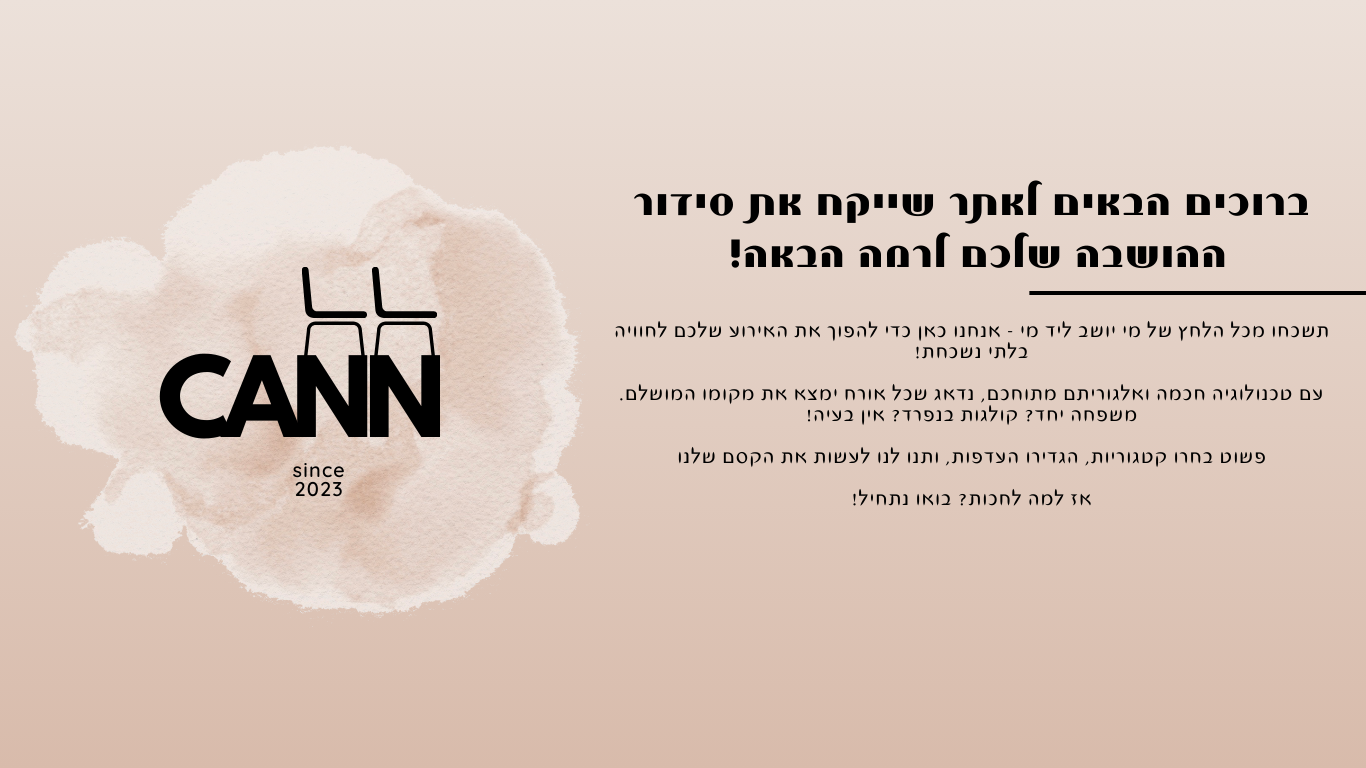 ברוכים הבאים לאתר שייקח את סידור
ההושבה שלכם לרמה הבאה!
תשכחו מכל הלחץ של מי יושב ליד מי - אנחנו כאן כדי להפוך את האירוע שלכם לחוויה
בלתי נשכחת!
עם טכנולוגיה חכמה ואלגוריתם מתוחכם, נדאג שכל אורח ימצא את מקומו המושלם.
משפחה יחד? קולגות בנפרד? אין בעיה!
פשוט בחרו קטגוריות, הגדירו העדפות, ותנו לנו לעשות את הקסם שלנו
אז למה לחכות? בואו נתחיל!
CANN
since
2023